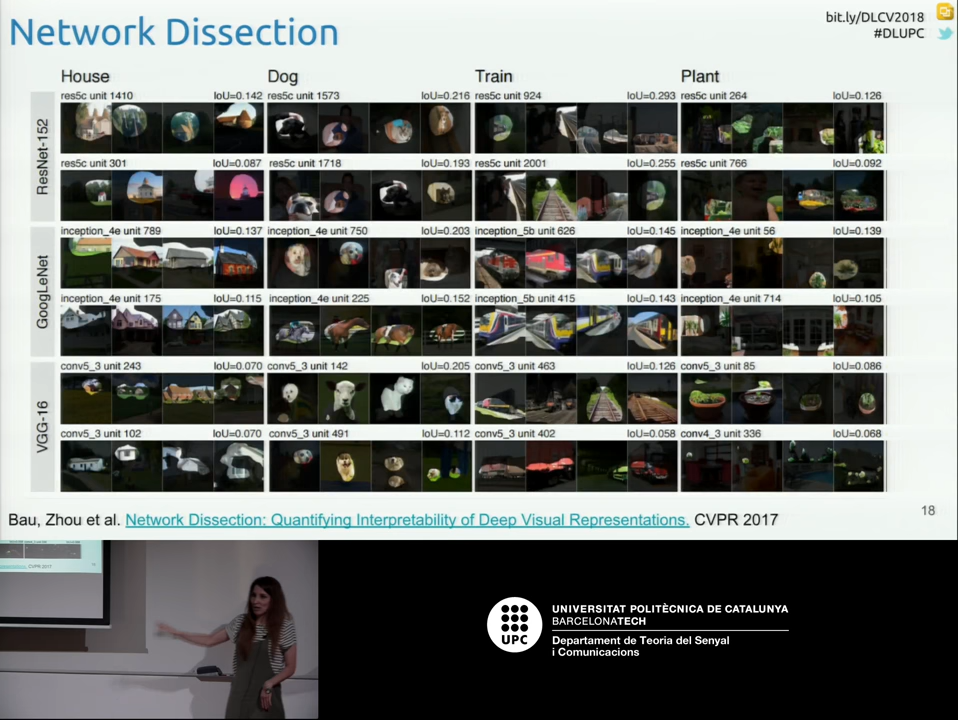 Network Dissection
bit.ly/DLCV2018
#DLUPC
House Dog Train Plant
ResNet-152
res5c unit 1410 IoU=0.142 res5c unit 1573 IoU=0.216 res5c unit 924 IoU=0.293 res5c unit 264 IoU=0.126
res5c unit 301 IoU=0.087 res5c unit 1718 IoU=0.193 res5c unit 2001 IoU=0.255 res5c unit 766 IoU=0.092
GoogLeNet
inception_4e unit 789 IoU=0.137 inception_4e unit 750 IoU=0.203 inception_5b unit 626 IoU=0.145 inception_4e unit 56 IoU=0.139
inception_4e unit 175 IoU=0.115 inception_4e unit 225 IoU=0.152 inception_5b unit 415 IoU=0.143 inception_4e unit 714 IoU=0.105
VGG-16
conv5_3 unit 243 IoU=0.070 conv5_3 unit 142 IoU=0.205 conv5_3 unit 463 IoU=0.126 conv5_3 unit 85 IoU=0.086
conv5_3 unit 102 IoU=0.070 conv5_3 unit 491 IoU=0.112 conv5_3 unit 402 IoU=0.058 conv4_3 unit 336 IoU=0.068
Bau, Zhou et al. Network Dissection: Quantifying Interpretability of Deep Visual Representations. CVPR 2017
18
CVPR 2017
UPC
UNIVERSITAT POLITÈCNICA DE CATALUNYA
BARCELONATECH
Departament de Teoria del Senyal
i Comunicacions